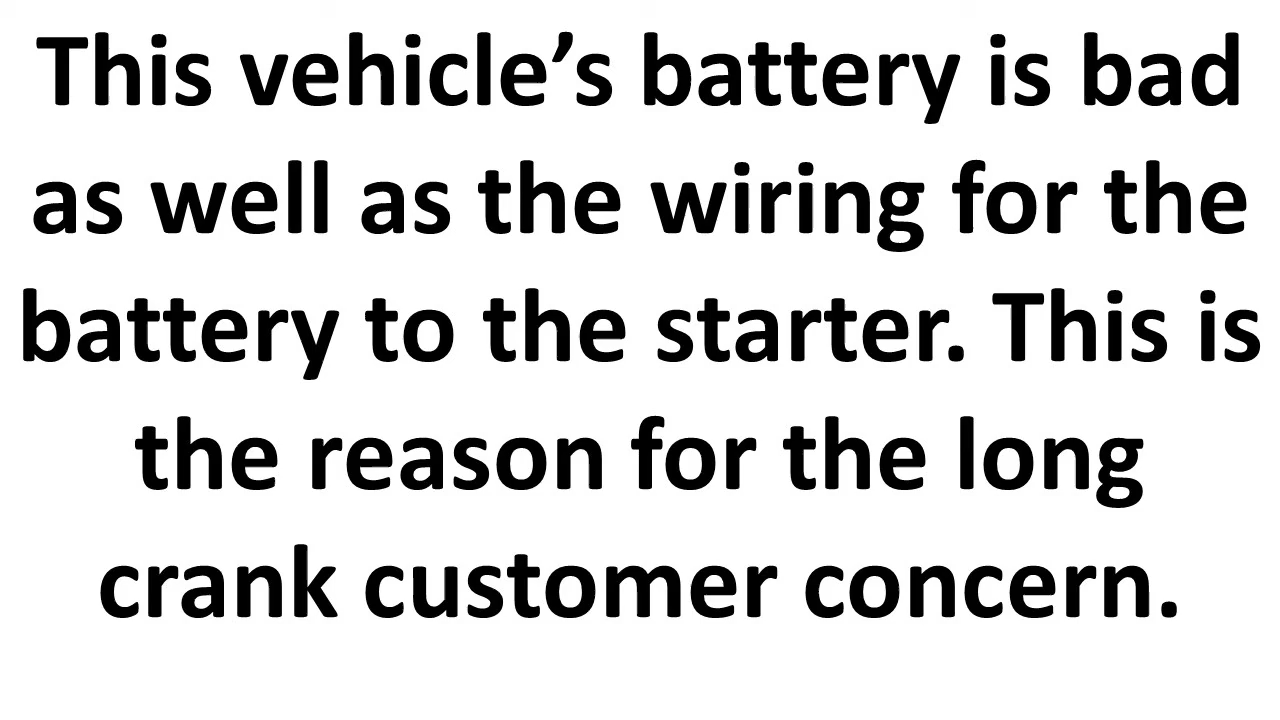 This vehicle’s battery is bad
as well as the wiring for the
battery to the starter. This is
the reason for the long
crank customer concern.